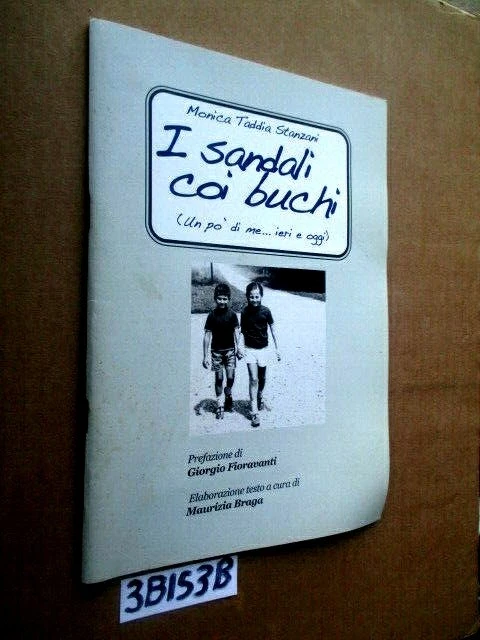 Monica Taddia Stanzani
I sandali
coi buchi
(Un po' di me... ieri e oggi)
Prefazione di
Giorgio Fioravanti
Elaborazione testo a cura di
Maurizia Braga
3B153B